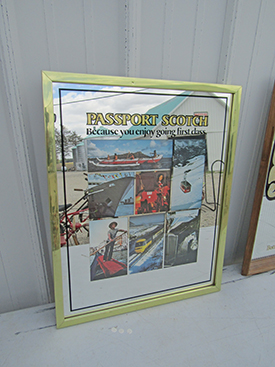 PASSPORT SCOTCH
Because you enjoy going first class.